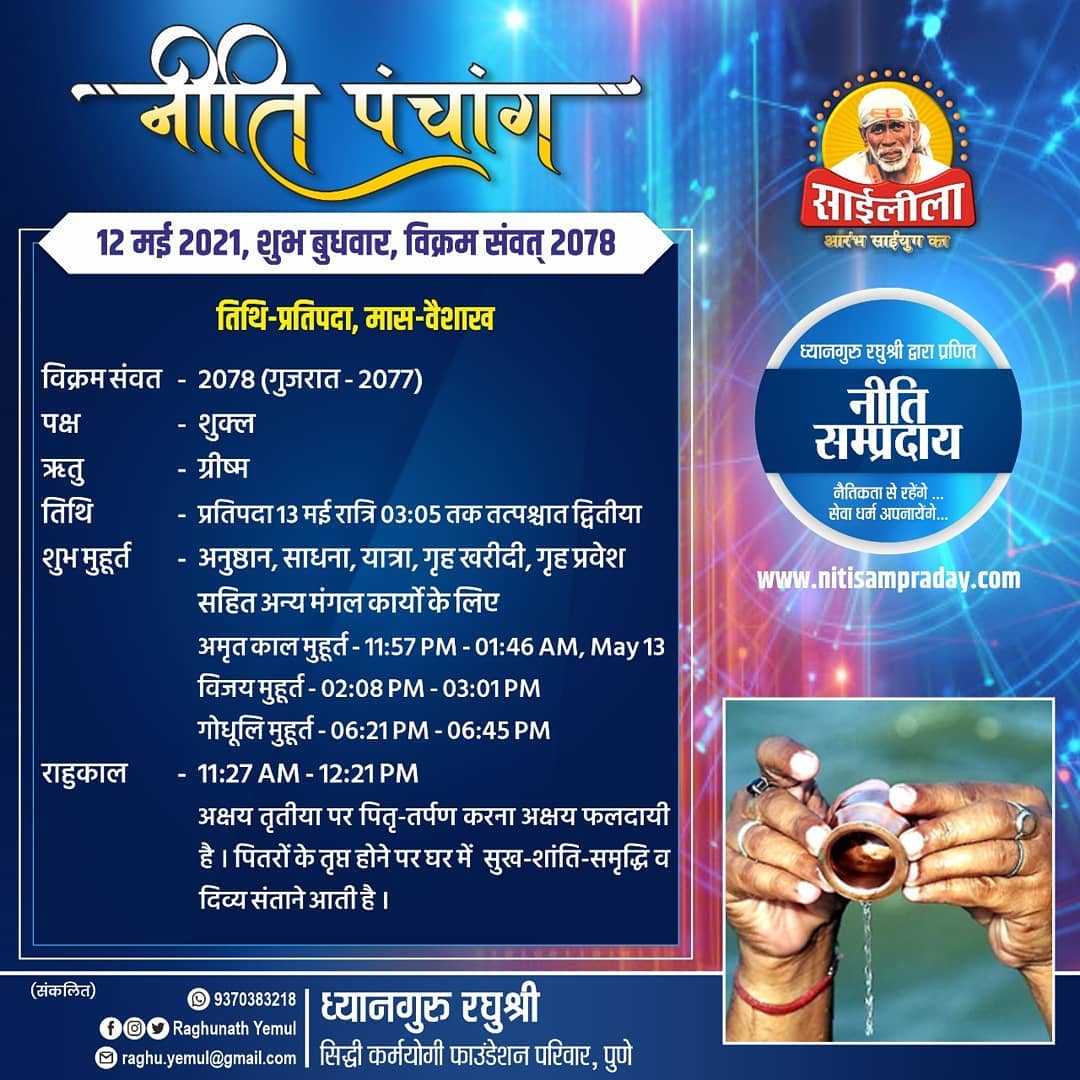 नीति पंचांग
साईलीला
आरंभ साईयुग का
12 मई 2021, शुभ बुधवार, विक्रम संवत् 2078
तिथि-प्रतिपदा, मास-वैशाख
विक्रम संवत - 2078 (गुजरात - 2077)
पक्ष - शुक्ल
ऋतु - ग्रीष्म
तिथि - प्रतिपदा 13 मई रात्रि 03:05 तक तत्पश्चात द्वितीया
शुभ मुहूर्त - अनुष्ठान, साधना, यात्रा, गृह खरीदी, गृह प्रवेश
सहित अन्य मंगल कार्यो के लिए
अमृत काल मुहूर्त - 11:57 PM - 01:46 AM, May 13
विजय मुहूर्त - 02:08 PM - 03:01 PM
गोधूलि मुहूर्त - 06:21 PM - 06:45 PM
राहुकाल - 11:27 AM - 12:21 PM
अक्षय तृतीया पर पितृ-तर्पण करना अक्षय फलदायी
है । पितरों के तृप्त होने पर घर में सुख-शांति-समृद्धि व
दिव्य संताने आती है ।
ध्यानगुरु रघुश्री द्वारा प्रणित
नीति
सम्प्रदाय
नैतिकता से रहेंगे ...
सेवा धर्म अपनायेंगे...
www.nitisampraday.com
(संकलित)
9370383218
Raghunath Yemul
raghu.yemul@gmail.com
ध्यानगुरु रघुश्री
सिद्धी कर्मयोगी फाउंडेशन परिवार, पुणे